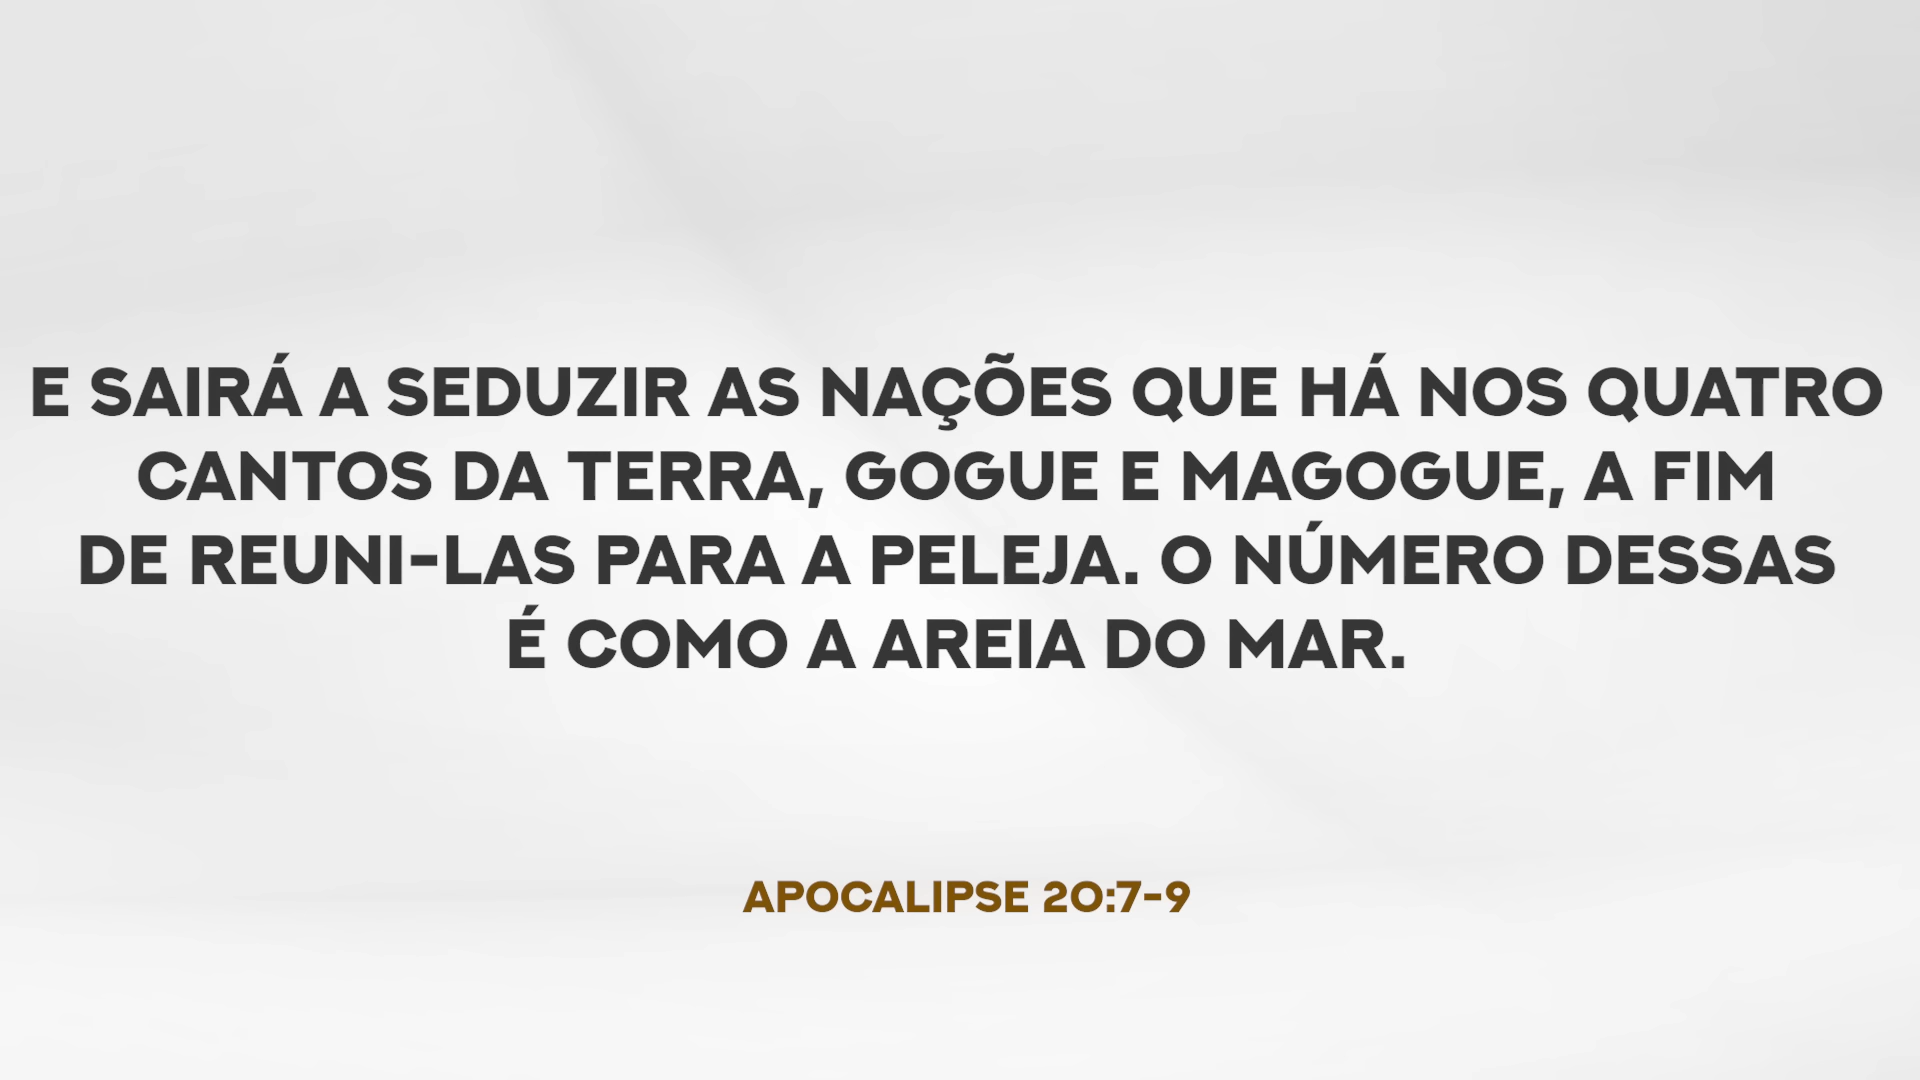 E SAIRÁ A SEDUZIR AS NAÇÕES QUE HÁ NOS QUATRO
CANTOS DA TERRA, GOGUE E MAGOGUE, A FIM
DE REUNI-LAS PARA A PELEJA. O NÚMERO DESSAS
É COMO A AREIA DO MAR.
APOCALIPSE 20:7-9